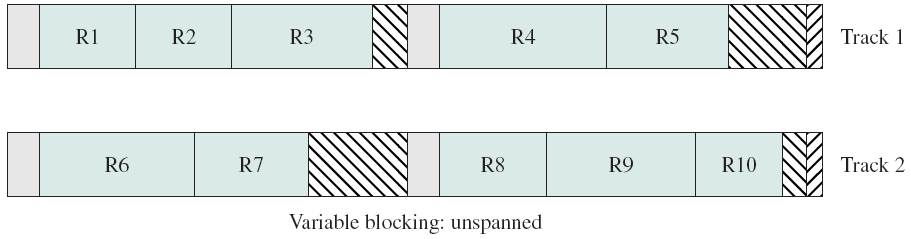 R1 R2 R3 R4 R5 Track 1
R6 R7 R8 R9 R10 Track 2
Variable blocking: unspanned